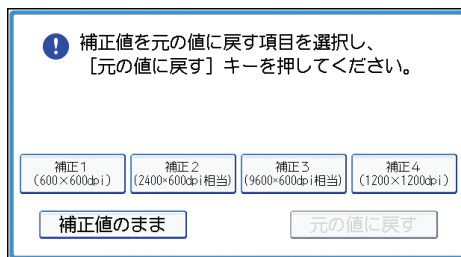 補正値を元の値に戻す項目を選択し、
［元の値に戻す］キーを押してください。
補正１ 補正２ 補正３ 補正４
(600×600dpi) (2400×600dpi相当) (9600×600dpi相当) (1200×1200dpi)
補正値のまま 元の値に戻す